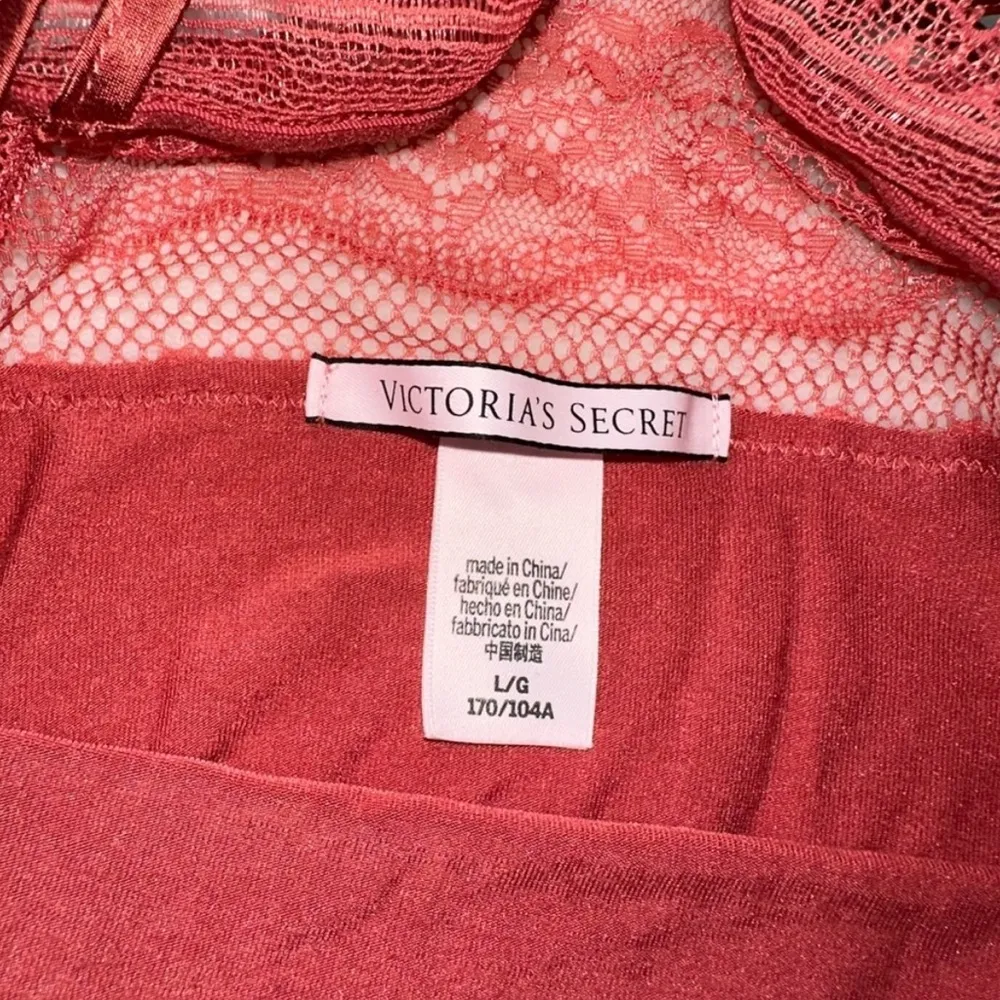 VICTORIA'S SECRET
made in China/
fabriqué en Chine/
hecho en China/
fabbricato in Cina/
中国制造
L/G
170/104A